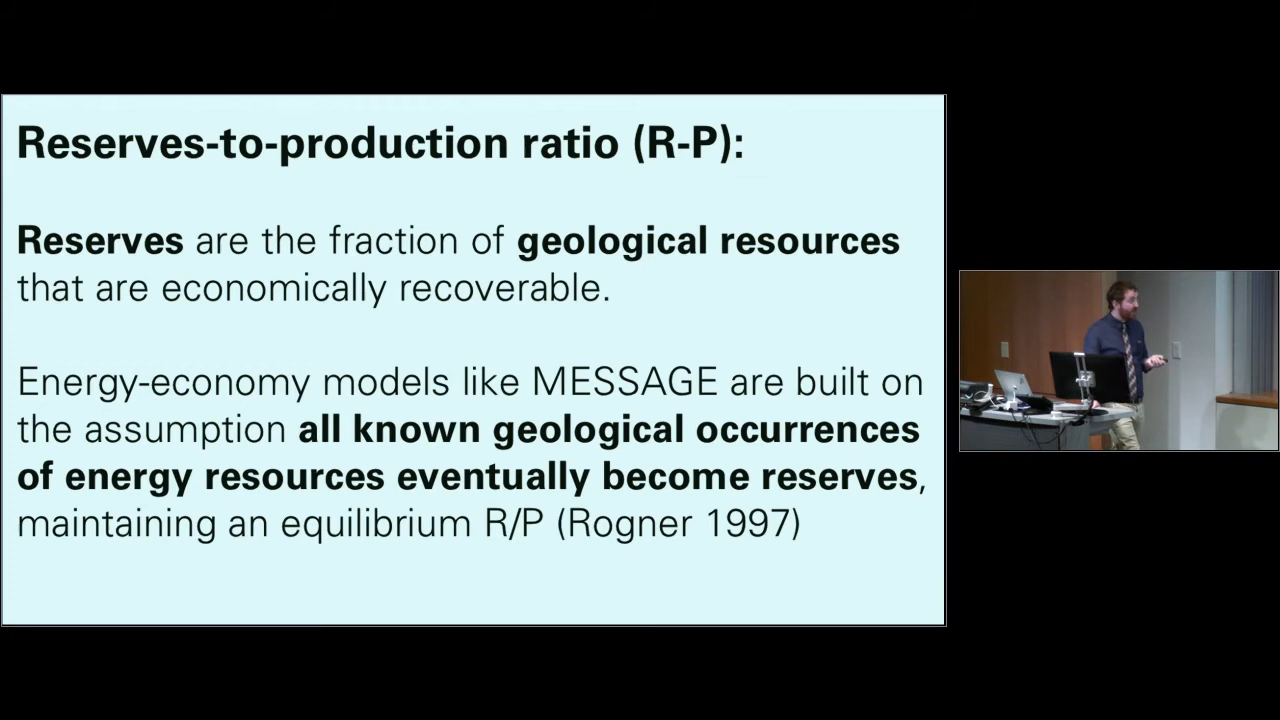 Reserves-to-production ratio (R-P):
Reserves are the fraction of geological resources
that are economically recoverable.
Energy-economy models like MESSAGE are built on
the assumption all known geological occurrences
of energy resources eventually become reserves,
maintaining an equilibrium R/P (Rogner 1997)